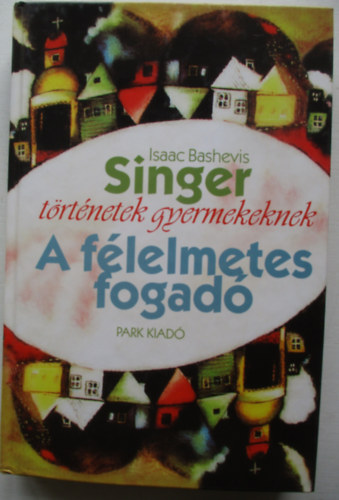 Isaac Bashevis
Singer
történetek gyermekeknek
A félelmetes
fogadó
PARK KIADÓ